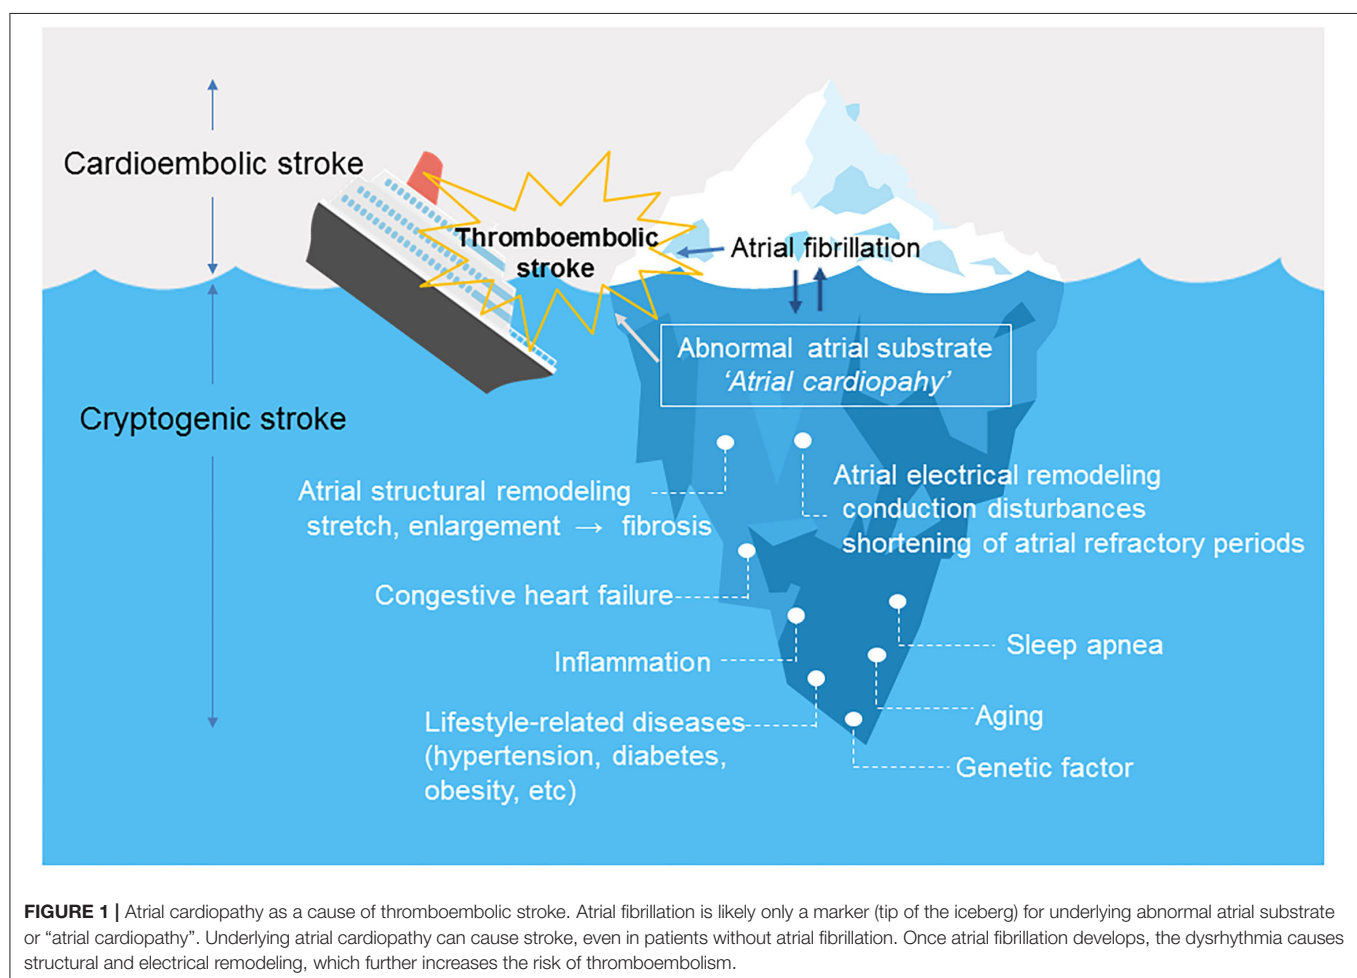 Cardioembolic stroke
Thromboembolic
stroke
Atrial fibrillation
Abnormal atrial substrate
‘Atrial cardiopahy’
Cryptogenic stroke
Atrial structural remodeling
stretch, enlargement → fibrosis
Atrial electrical remodeling
conduction disturbances
shortening of atrial refractory periods
Congestive heart failure
Inflammation
Sleep apnea
Lifestyle-related diseases
(hypertension, diabetes,
obesity, etc)
Aging
Genetic factor
FIGURE 1 | Atrial cardiopathy as a cause of thromboembolic stroke. Atrial fibrillation is likely only a marker (tip of the iceberg) for underlying abnormal atrial substrate
or “atrial cardiopathy”. Underlying atrial cardiopathy can cause stroke, even in patients without atrial fibrillation. Once atrial fibrillation develops, the dysrhythmia causes
structural and electrical remodeling, which further increases the risk of thromboembolism.